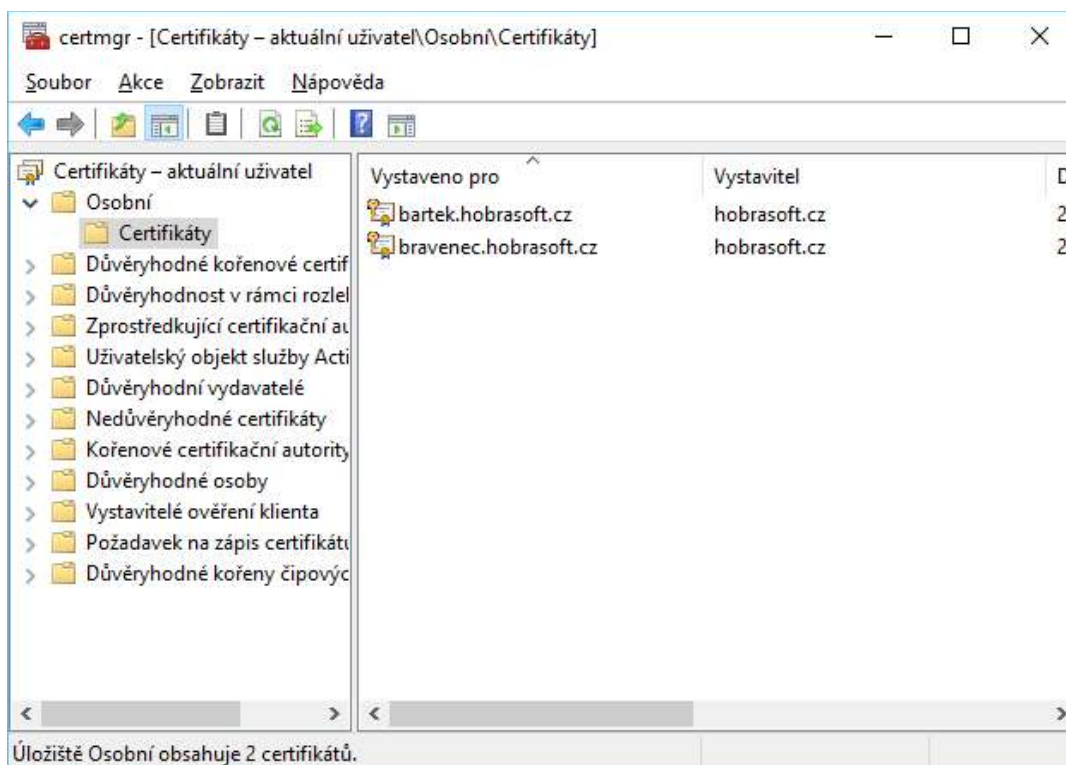 certmgr - [Certifikáty – aktuální uživatel\Osobní\Certifikáty]
Soubor Akce Zobrazit Nápověda
Certifikáty – aktuální uživatel
Osobní
Certifikáty
Důvěryhodné kořenové certif
Důvěryhodnost v rámci rozleh
Zprostředkující certifikační au
Uživatelský objekt služby Acti
Důvěryhodní vydavatelé
Nedůvěryhodné certifikáty
Kořenové certifikační autority
Důvěryhodné osoby
Vystavitelé ověření klienta
Požadavek na zápis certifikátu
Důvěryhodné kořeny čipovýc
Vystaveno pro Vystavitel D
bartek.hobrasoft.cz hobrasoft.cz 2
bravenec.hobrasoft.cz hobrasoft.cz 2
Úložiště Osobní obsahuje 2 certifikátů.